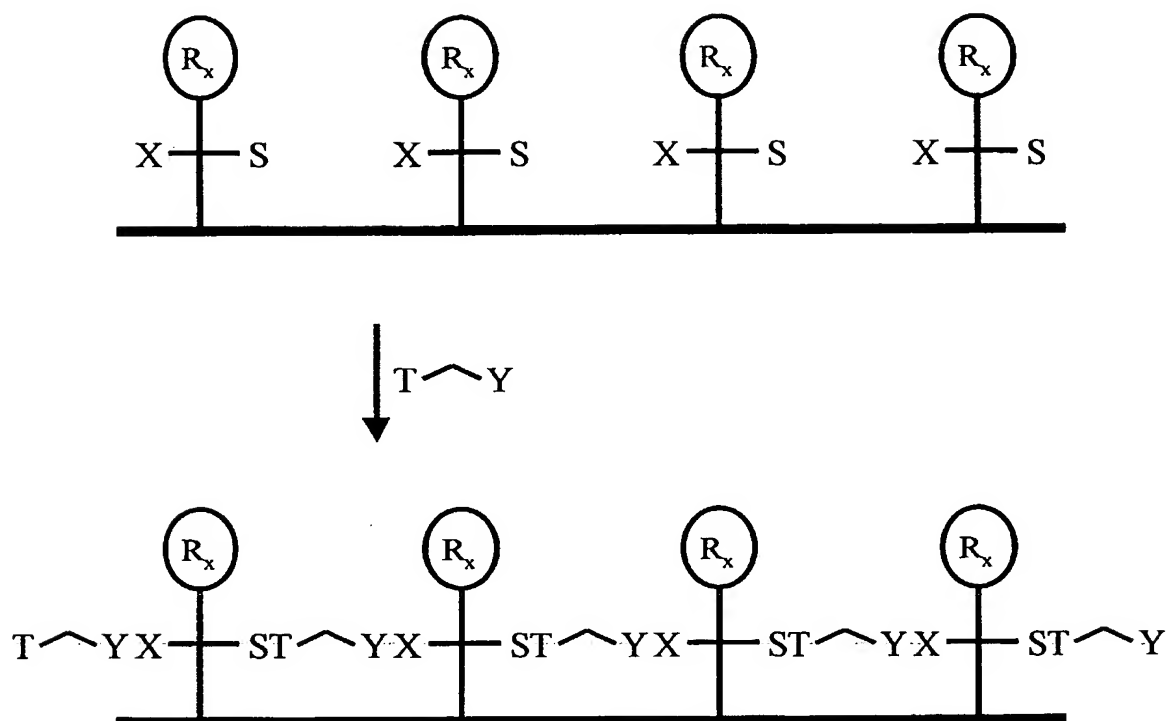 Rx Rx Rx Rx
X S X S X S X S
T Y
Rx Rx Rx Rx
T YX ST YX ST YX ST YX ST Y